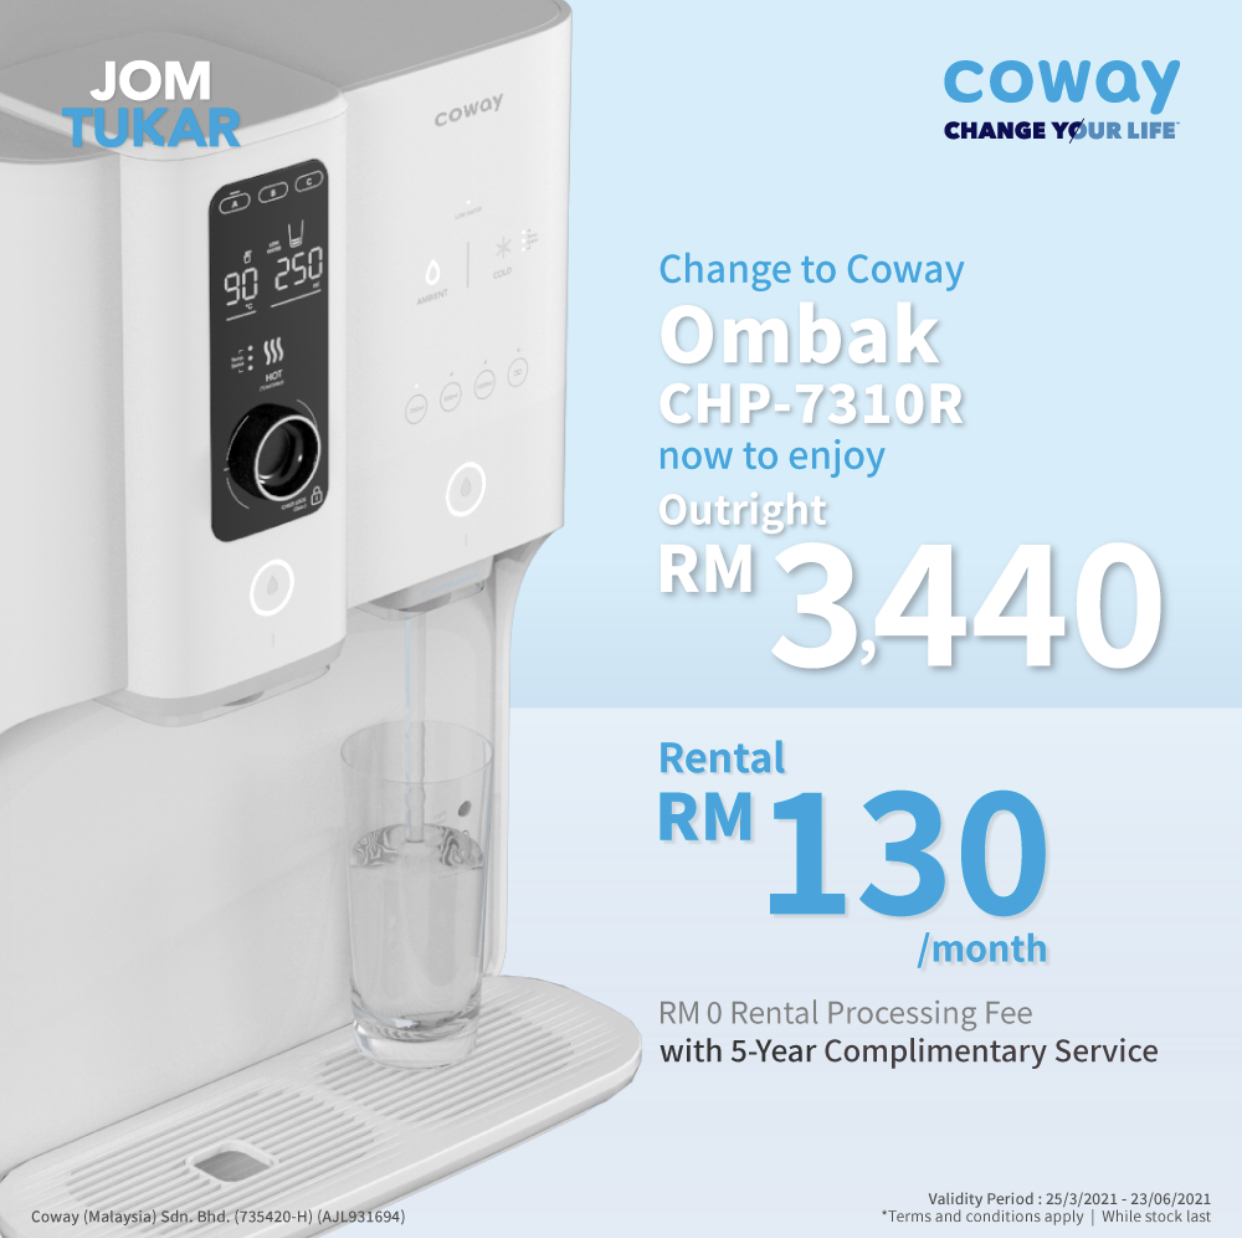 JOM
TUKAR
coway
CHANGE YOUR LIFE
coway
A B C
90 250
°C ml
HOT
AMBIENT
COLD
Change to Coway
Ombak
CHP-7310R
now to enjoy
Outright
RM 3,440
Rental
RM 130
/month
RM 0 Rental Processing Fee
with 5-Year Complimentary Service
Validity Period : 25/3/2021 - 23/06/2021
*Terms and conditions apply | While stock last
Coway (Malaysia) Sdn. Bhd. (735420-H) (AJL931694)